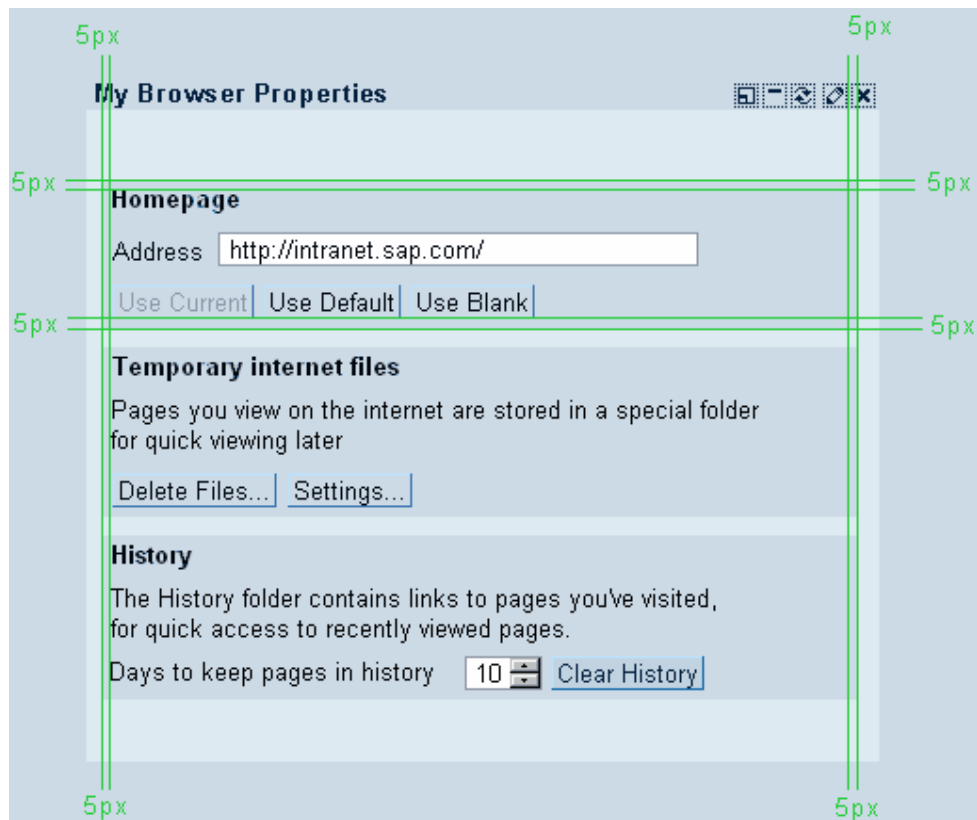 5px 5px
My Browser Properties
5px 5px
Homepage
Address http://intranet.sap.com/
Use Current Use Default Use Blank
5px 5px
Temporary internet files
Pages you view on the internet are stored in a special folder
for quick viewing later
Delete Files... Settings...
History
The History folder contains links to pages you've visited,
for quick access to recently viewed pages.
Days to keep pages in history 10 Clear History
5px 5px